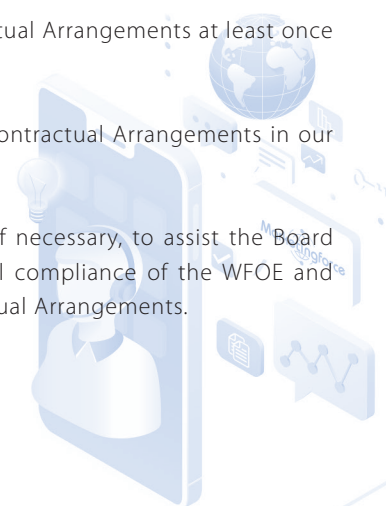 tual Arrangements at least once
ontractual Arrangements in our
Marketingforce
f necessary, to assist the Board
l compliance of the WFOE and
ual Arrangements.